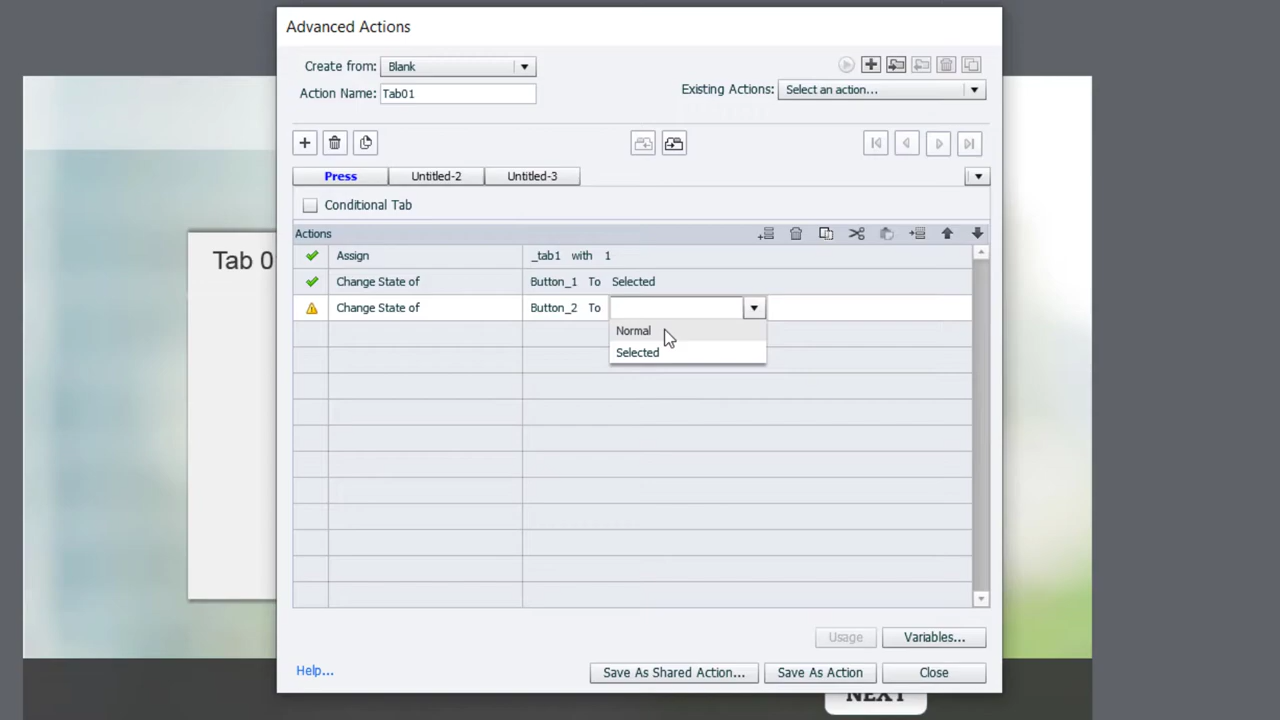 Advanced Actions
Create from: Blank
Action Name: Tab01
Existing Actions: Select an action...
Press Untitled-2 Untitled-3
Conditional Tab
Actions
Assign _tab1 with 1
Change State of Button_1 To Selected
Change State of Button_2 To
Normal
Selected
Tab 0
Usage Variables...
Help... Save As Shared Action... Save As Action Close
NEXT